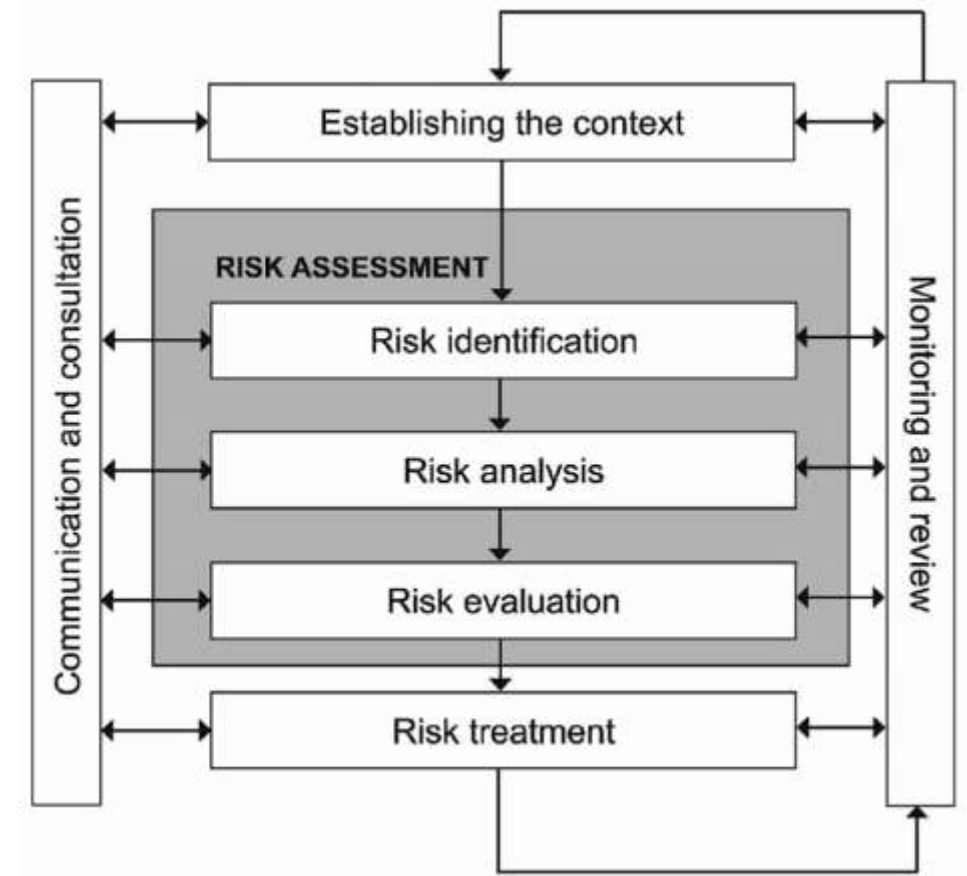 Establishing the context
Communication and consultation
RISK ASSESSMENT
Risk identification
Risk analysis
Risk evaluation
Risk treatment
Monitoring and review